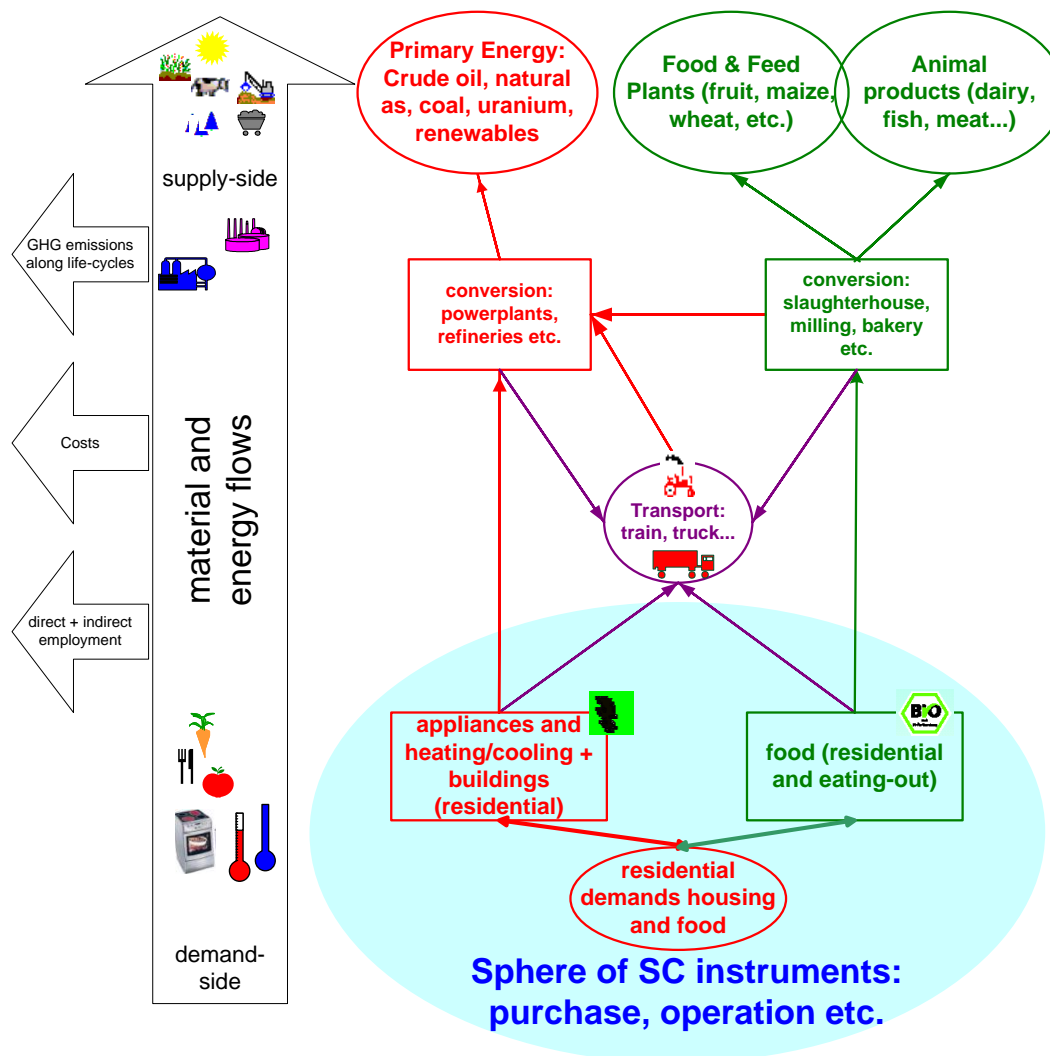 Primary Energy:
Crude oil, natural
as, coal, uranium,
renewables
Food & Feed
Plants (fruit, maize,
wheat, etc.)
Animal
products (dairy,
fish, meat...)
supply-side
GHG emissions
along life-cycles
conversion:
powerplants,
refineries etc.
conversion:
slaughterhouse,
milling, bakery
etc.
Costs
material and
energy flows
Transport:
train, truck...
direct + indirect
employment
appliances and
heating/cooling +
buildings
(residential)
Bio
food (residential
and eating-out)
residential
demands housing
and food
demand-
side
Sphere of SC instruments:
purchase, operation etc.